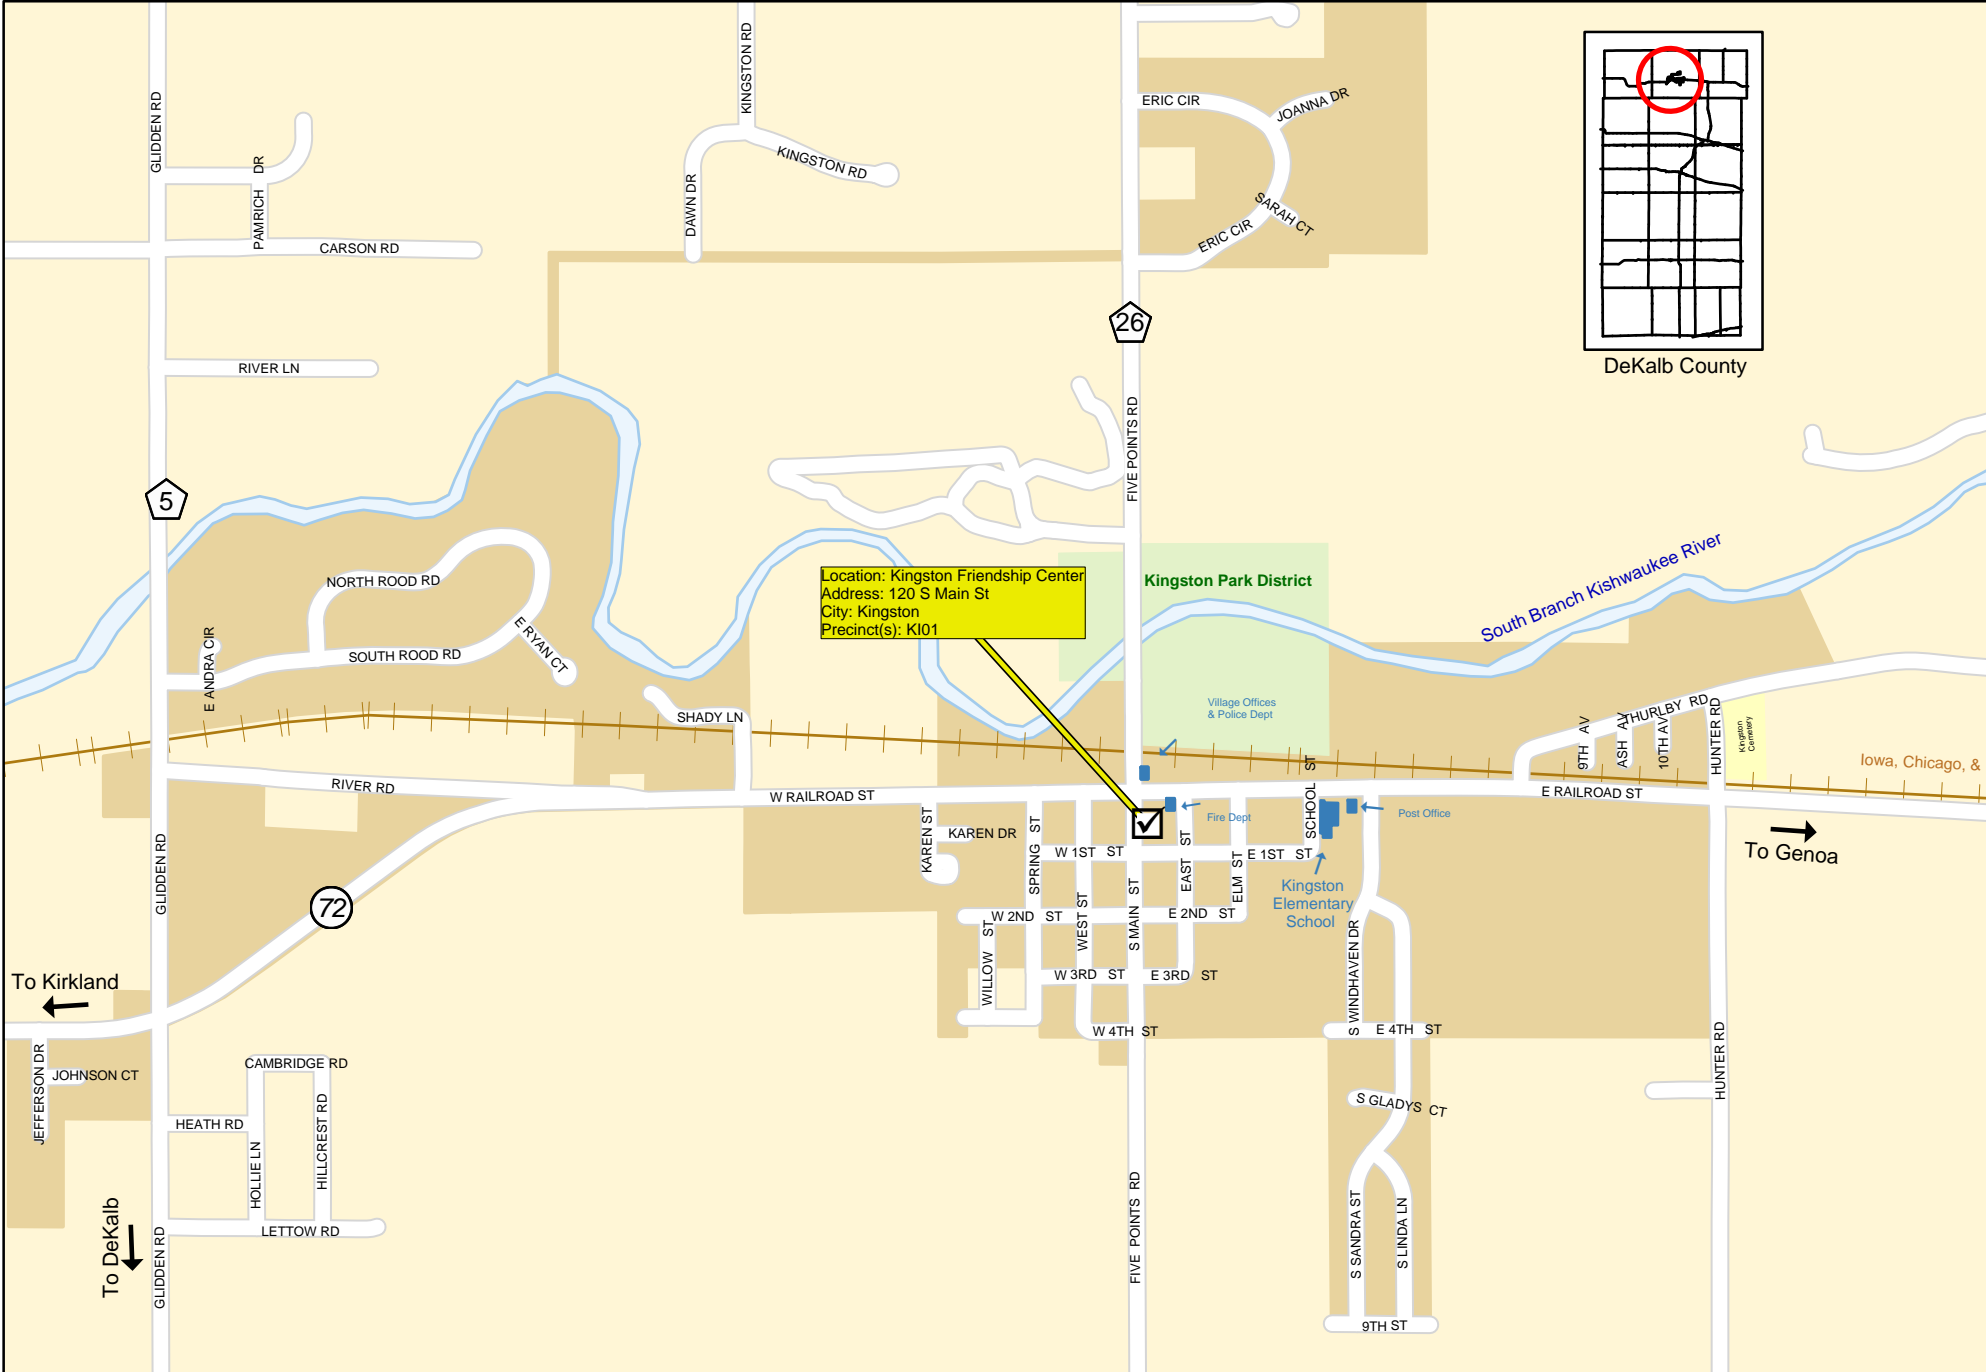 GLIDDEN RD
KINGSTON RD
ERIC CIR
JOANNA DR
KINGSTON RD
PAMRICH DR
DAWN DR
SARAH CT
ERIC CIR
CARSON RD
26
DeKalb County
RIVER LN
FIVE POINTS RD
5
South Branch Kishwaukee River
NORTH ROOD RD
Location: Kingston Friendship Center
Address: 120 S Main St
City: Kingston
Precinct(s): KI01
Kingston Park District
E ANDRA CIR
SOUTH ROOD RD
E RYAN CT
SHADY LN
Village Offices
& Police Dept
THURLBY RD
9TH AV
ASH AV
10TH AV
HUNTER RD
Kingston
Cemetery
Iowa, Chicago, &
RIVER RD
W RAILROAD ST
SCHOOL ST
E RAILROAD ST
KAREN ST
KAREN DR
SPRING ST
Fire Dept
Post Office
W 1ST ST
E 1ST ST
EAST ST
ELM ST
To Genoa
GLIDDEN RD
72
Kingston
Elementary
School
W 2ND ST
E 2ND ST
WEST ST
S MAIN ST
WILLOW ST
S WINDHAVEN DR
W 3RD ST
E 3RD ST
To Kirkland
W 4TH ST
E 4TH ST
JEFFERSON DR
JOHNSON CT
CAMBRIDGE RD
HUNTER RD
S GLADYS CT
HEATH RD
HOLLIE LN
HILLCREST RD
LETTOW RD
To DeKalb
GLIDDEN RD
FIVE POINTS RD
S SANDRA ST
S LINDA LN
9TH ST